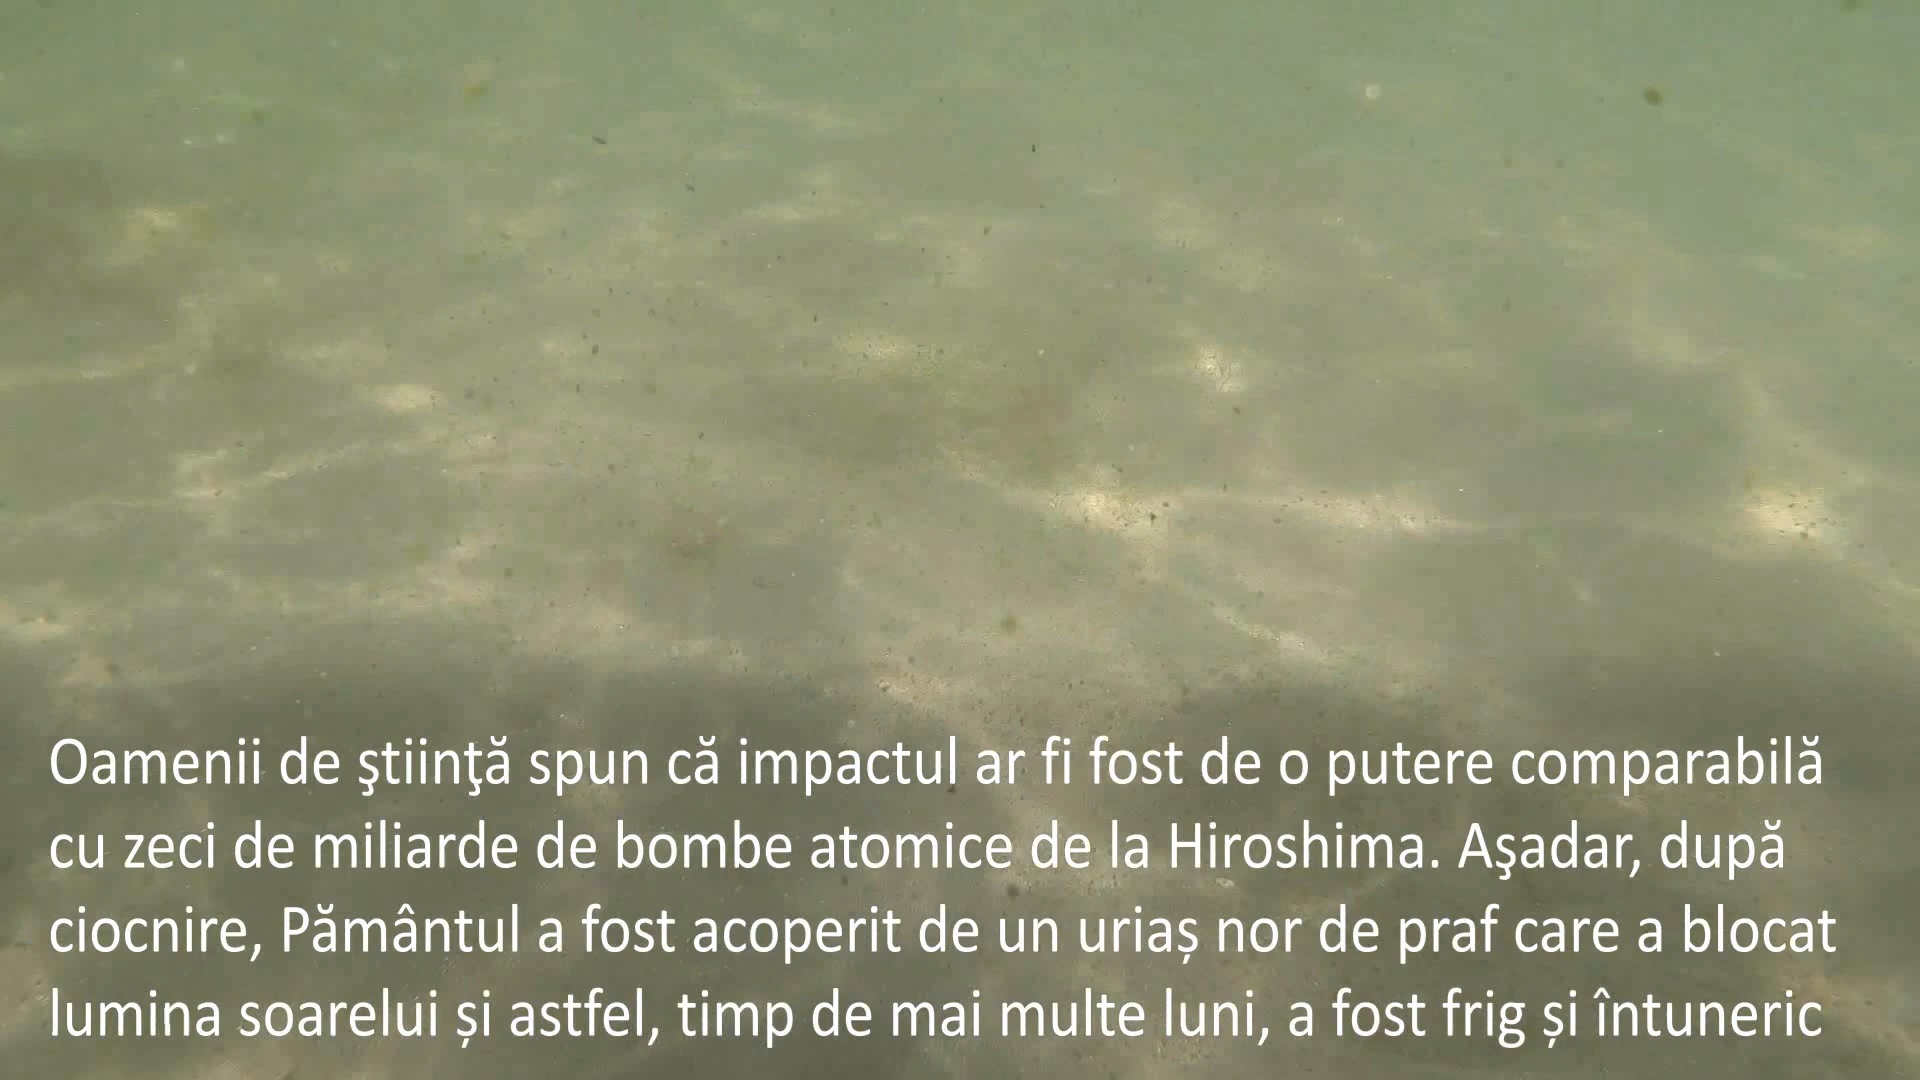 Oamenii de ştiinţă spun că impactul ar fi fost de o putere comparabilă
cu zeci de miliarde de bombe atomice de la Hiroshima. Aşadar, după
ciocnire, Pământul a fost acoperit de un uriaș nor de praf care a blocat
lumina soarelui și astfel, timp de mai multe luni, a fost frig și întuneric